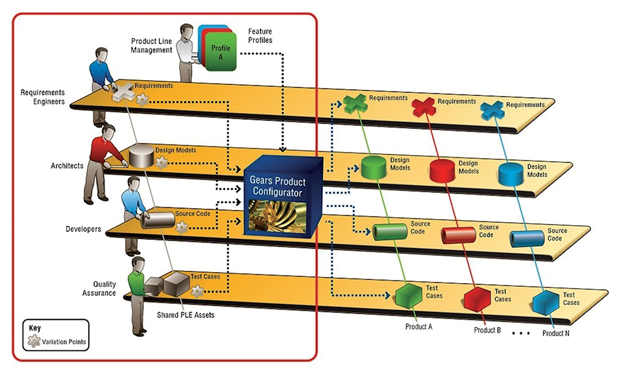 Product Line
Management
Feature
Profiles
Profile
A
Requirements
Engineers
Requirements
Requirements
Requirements
Requirements
Architects
Design Models
Design
Models
Design
Models
Design
Models
Gears Product
Configurator
Developers
Source Code
Source
Code
Source
Code
Source
Code
Quality
Assurance
Test Cases
Test
Cases
Test
Cases
Test
Cases
Shared PLE Assets
Product A
Product B
• • •
Product N
Key
Variation Points